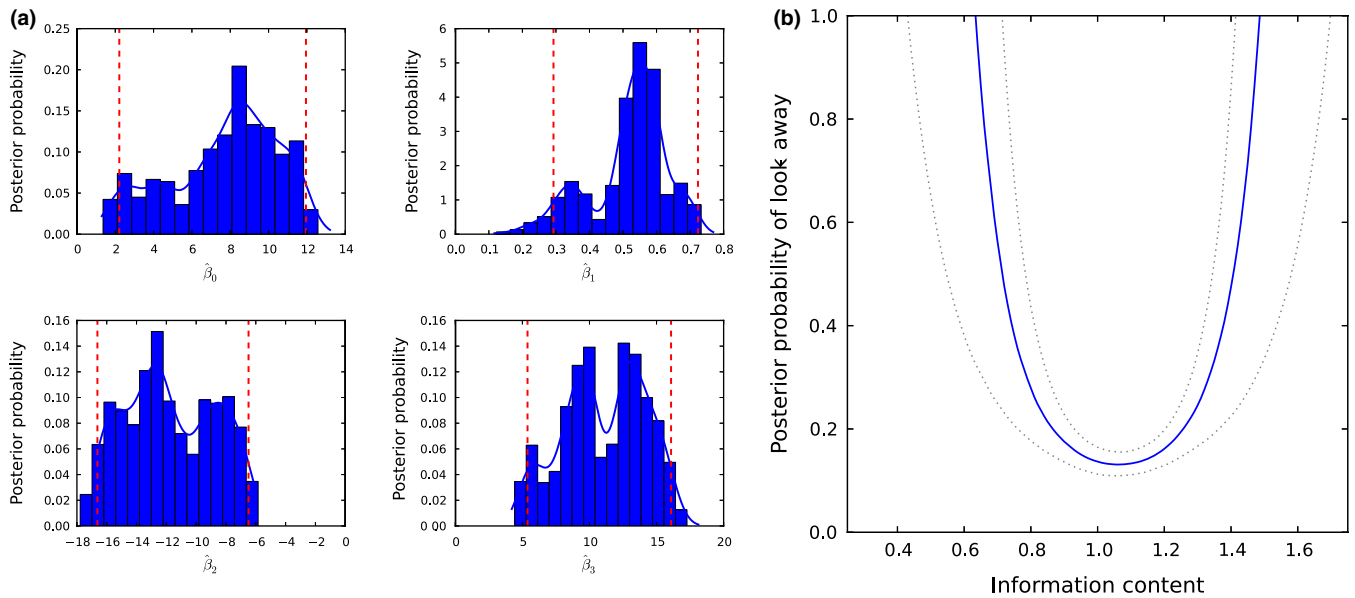 (a)
Posterior probability
0.25
0.20
0.15
0.10
0.05
0.00
0 2 4 6 8 10 12 14
β̂₀
Posterior probability
6
5
4
3
2
1
0
0.0 0.1 0.2 0.3 0.4 0.5 0.6 0.7 0.8
β̂₁
Posterior probability
0.16
0.14
0.12
0.10
0.08
0.06
0.04
0.02
0.00
−18 −16 −14 −12 −10 −8 −6 −4 −2 0
β̂₂
Posterior probability
0.16
0.14
0.12
0.10
0.08
0.06
0.04
0.02
0.00
0 5 10 15 20
β̂₃
(b)
Posterior probability of look away
1.0
0.8
0.6
0.4
0.2
0.0
0.4 0.6 0.8 1.0 1.2 1.4 1.6
Information content